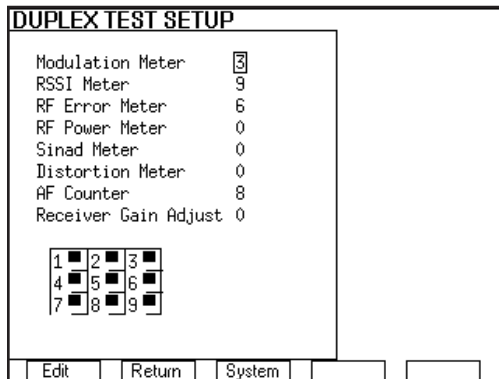 DUPLEX TEST SETUP
Modulation Meter 3
RSSI Meter 9
RF Error Meter 6
RF Power Meter 0
Sinad Meter 0
Distortion Meter 0
AF Counter 8
Receiver Gain Adjust 0
1 2 3
4 5 6
7 8 9
Edit Return System